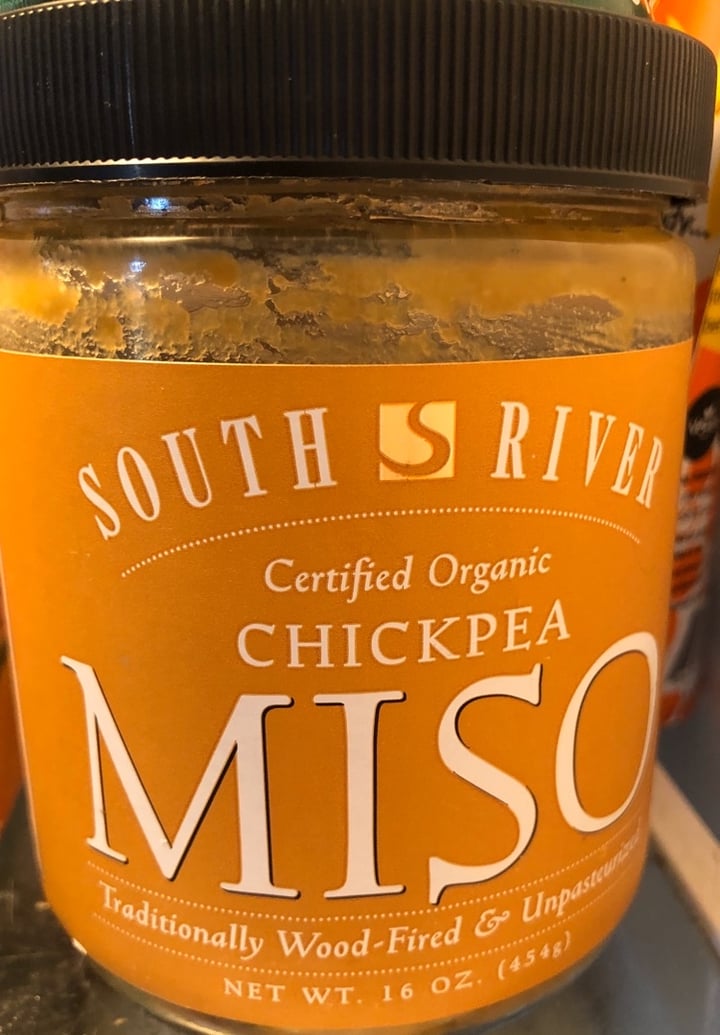 SOUTH RIVER
Certified Organic
CHICKPEA
MISO
Traditionally Wood-Fired & Unpasteurized
NET WT. 16 OZ. (454g)